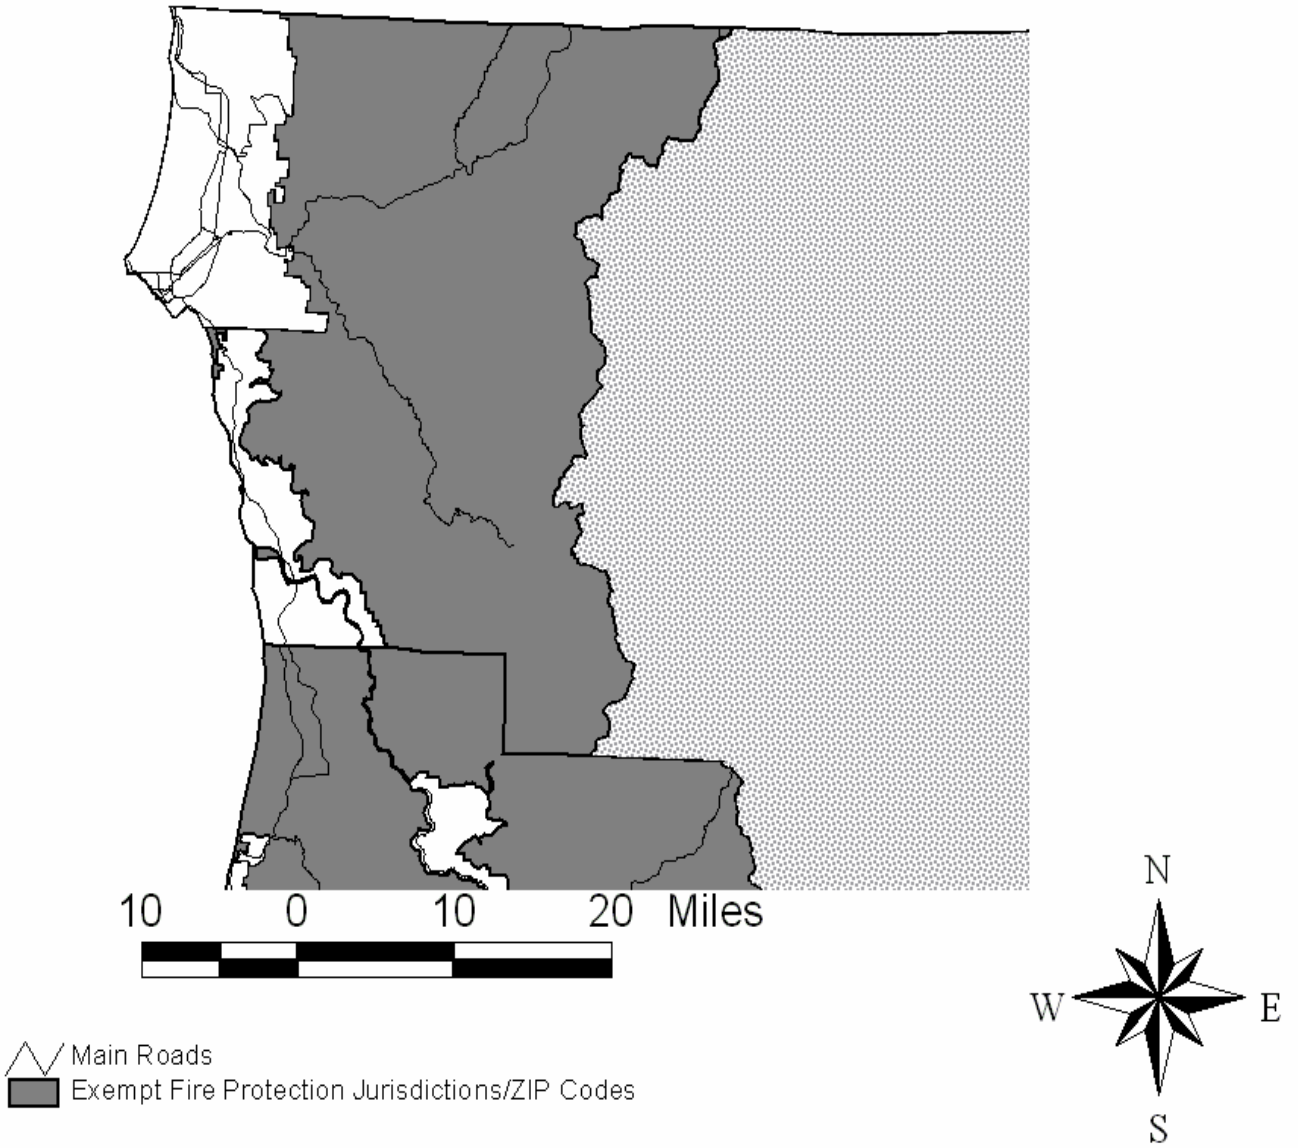 10 0 10 20 Miles
N
W E
S
Main Roads
Exempt Fire Protection Jurisdictions/ZIP Codes